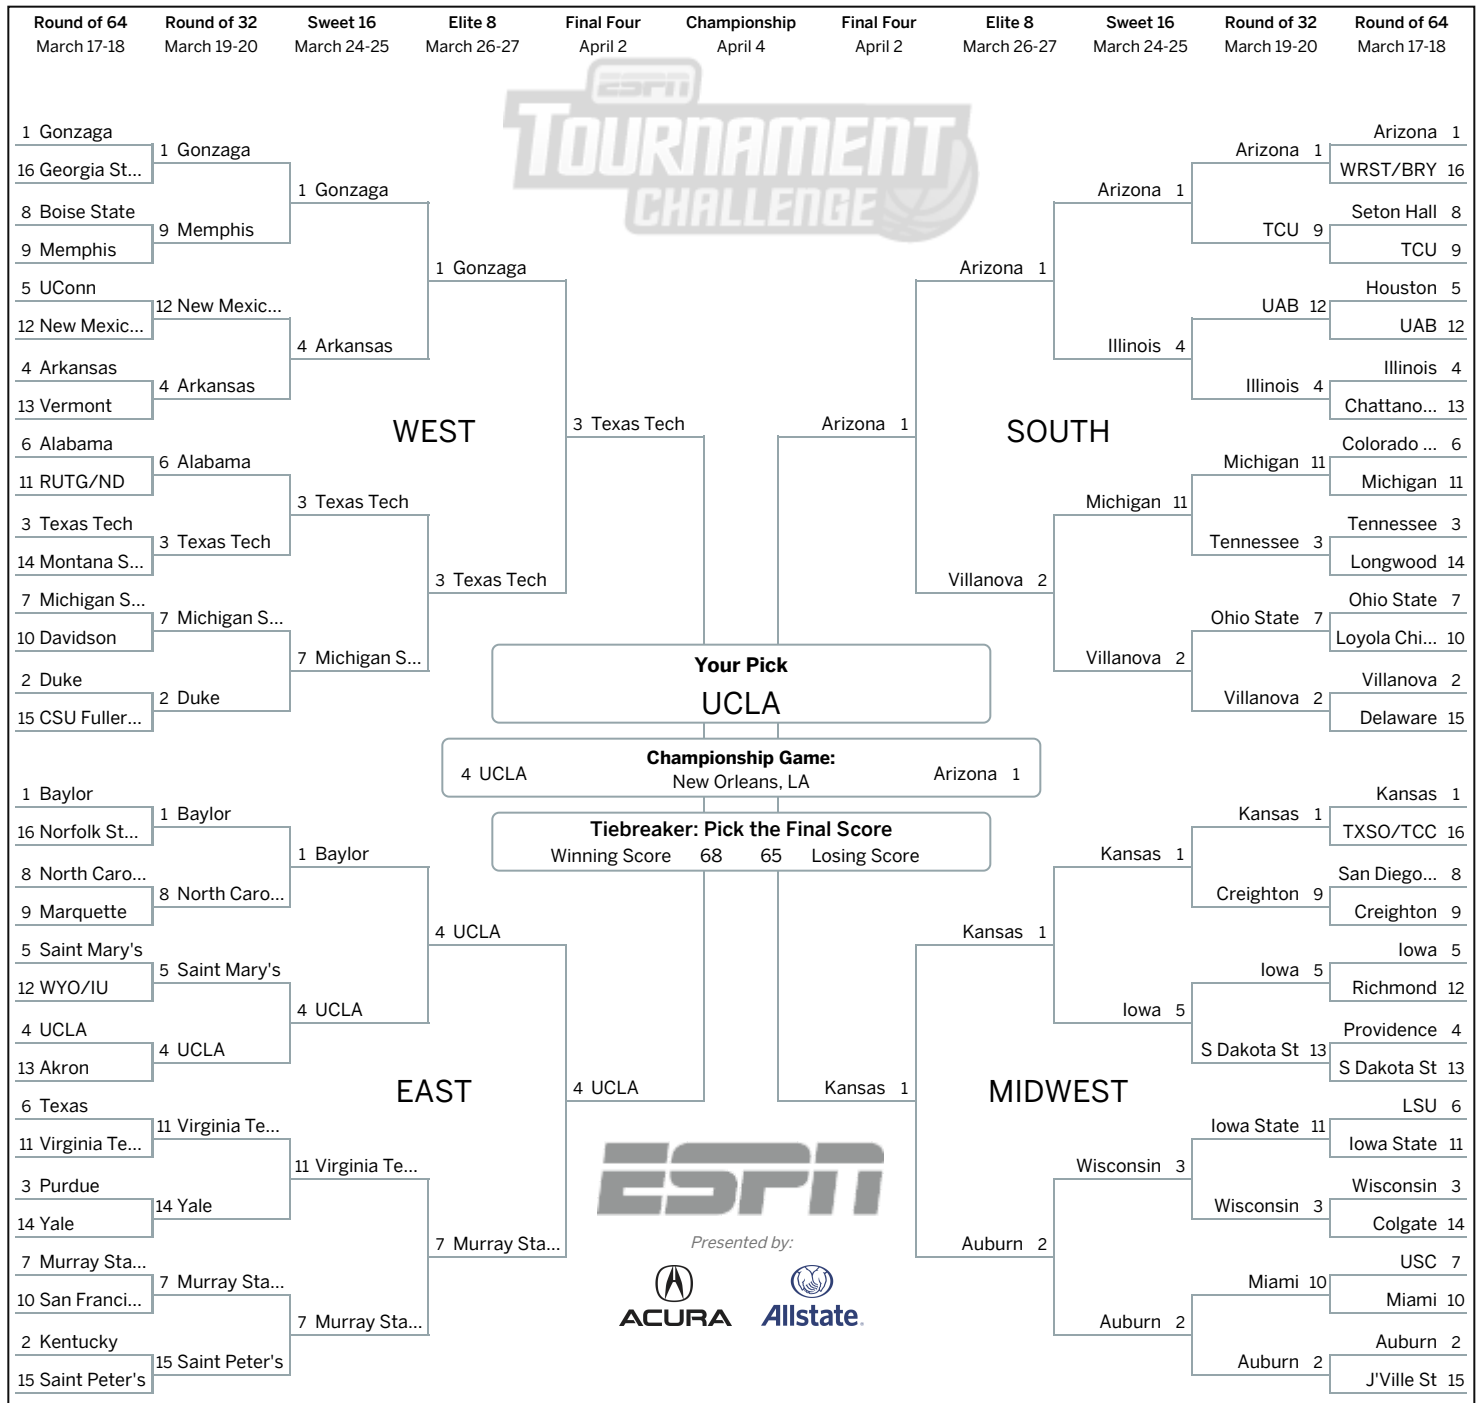 Round of 64 Round of 32 Sweet 16 Elite 8 Final Four Championship Final Four Elite 8 Sweet 16 Round of 32 Round of 64
March 17-18 March 19-20 March 24-25 March 26-27 April 2 April 4 April 2 March 26-27 March 24-25 March 19-20 March 17-18
ESPN
TOURNAMENT
CHALLENGE
1 Gonzaga
16 Georgia St...
8 Boise State
9 Memphis
5 UConn
12 New Mexic...
4 Arkansas
13 Vermont
6 Alabama
11 RUTG/ND
3 Texas Tech
14 Montana S...
7 Michigan S...
10 Davidson
2 Duke
15 CSU Fuller...
1 Gonzaga
9 Memphis
12 New Mexic...
4 Arkansas
6 Alabama
3 Texas Tech
7 Michigan S...
2 Duke
1 Gonzaga
4 Arkansas
3 Texas Tech
7 Michigan S...
1 Gonzaga
3 Texas Tech
WEST
3 Texas Tech
Arizona 1
SOUTH
Arizona 1
Villanova 2
Arizona 1
Illinois 4
Michigan 11
Villanova 2
Arizona 1
TCU 9
UAB 12
Illinois 4
Michigan 11
Tennessee 3
Ohio State 7
Villanova 2
Arizona 1
WRST/BRY 16
Seton Hall 8
TCU 9
Houston 5
UAB 12
Illinois 4
Chattano... 13
Colorado ... 6
Michigan 11
Tennessee 3
Longwood 14
Ohio State 7
Loyola Chi... 10
Villanova 2
Delaware 15
Your Pick
UCLA
Championship Game:
4 UCLA New Orleans, LA Arizona 1
Tiebreaker: Pick the Final Score
Winning Score 68 65 Losing Score
1 Baylor
16 Norfolk St...
8 North Caro...
9 Marquette
5 Saint Mary's
12 WYO/IU
4 UCLA
13 Akron
6 Texas
11 Virginia Te...
3 Purdue
14 Yale
7 Murray Sta...
10 San Franci...
2 Kentucky
15 Saint Peter's
1 Baylor
8 North Caro...
5 Saint Mary's
4 UCLA
11 Virginia Te...
14 Yale
7 Murray Sta...
15 Saint Peter's
1 Baylor
4 UCLA
11 Virginia Te...
7 Murray Sta...
4 UCLA
7 Murray Sta...
EAST
4 UCLA
Kansas 1
MIDWEST
Kansas 1
Auburn 2
Kansas 1
Iowa 5
Wisconsin 3
Auburn 2
Kansas 1
Creighton 9
Iowa 5
S Dakota St 13
Iowa State 11
Wisconsin 3
Miami 10
Auburn 2
Kansas 1
TXSO/TCC 16
San Diego... 8
Creighton 9
Iowa 5
Richmond 12
Providence 4
S Dakota St 13
LSU 6
Iowa State 11
Wisconsin 3
Colgate 14
USC 7
Miami 10
Auburn 2
J'Ville St 15
ESPN
Presented by:
ACURA Allstate.